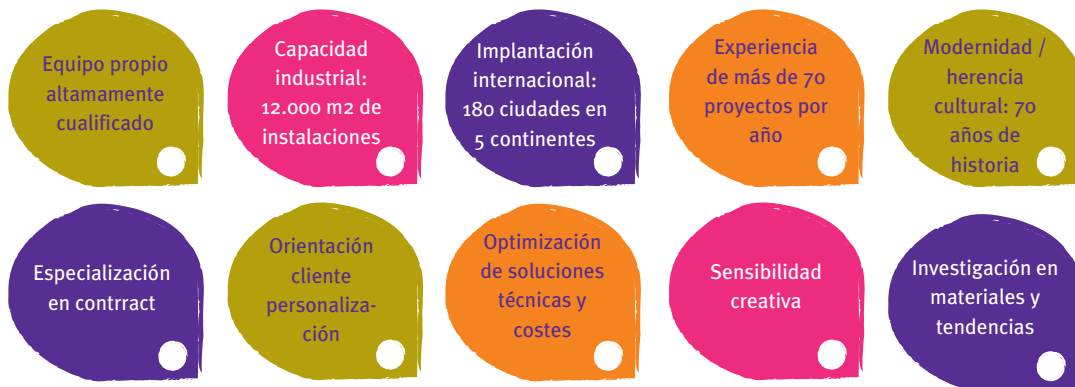 Equipo propio
altamamente
cualificado
Capacidad
industrial:
12.000 m2 de
instalaciones
Implantación
internacional:
180 ciudades en
5 continentes
Experiencia
de más de 70
proyectos por
año
Modernidad /
herencia
cultural: 70
años de
historia
Especialización
en contrract
Orientación
cliente
personaliza-
ción
Optimización
de soluciones
técnicas y
costes
Sensibilidad
creativa
Investigación en
materiales y
tendencias